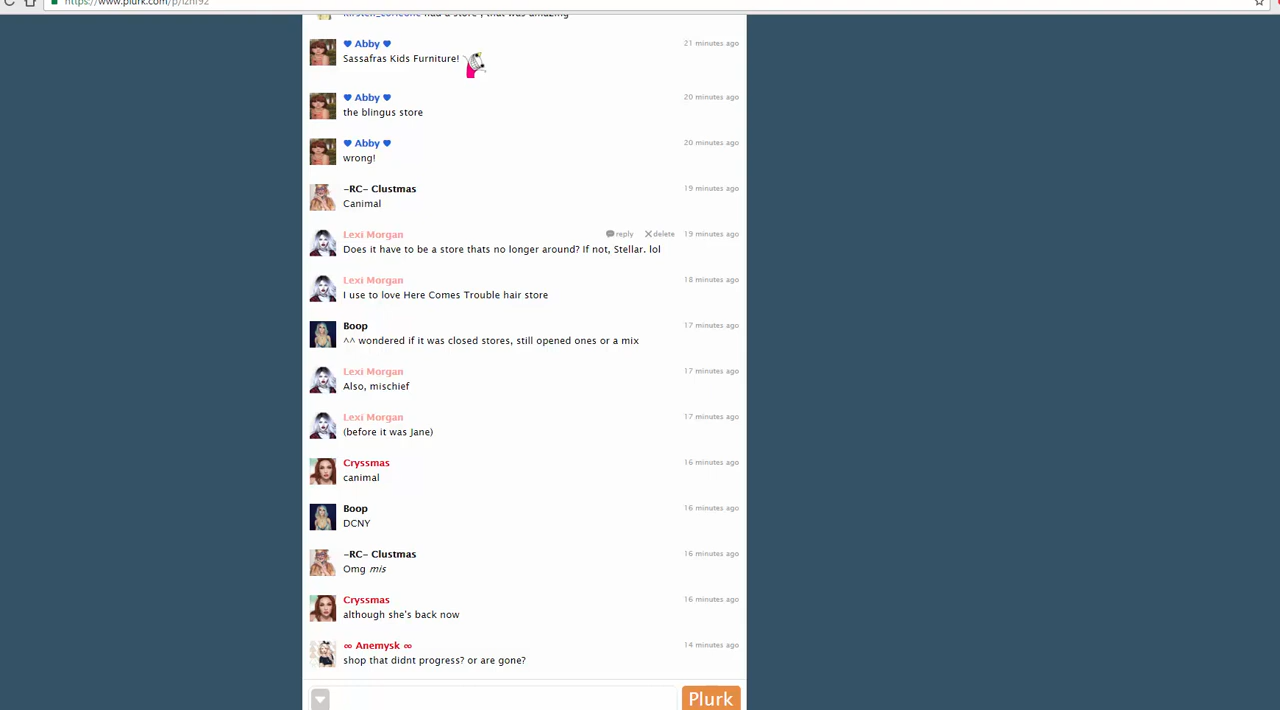 https://www.plurk.com/p/
had a store , that was amazing
♥ Abby ♥
21 minutes ago
Sassafras Kids Furniture!
♥ Abby ♥
20 minutes ago
the blingus store
♥ Abby ♥
20 minutes ago
wrong!
~RC~ Clustmas
19 minutes ago
Canimal
Lexi Morgan
reply delete 19 minutes ago
Does it have to be a store thats no longer around? If not, Stellar. lol
Lexi Morgan
18 minutes ago
I use to love Here Comes Trouble hair store
Boop
17 minutes ago
^^ wondered if it was closed stores, still opened ones or a mix
Lexi Morgan
17 minutes ago
Also, mischief
Lexi Morgan
17 minutes ago
(before it was Jane)
Cryssmas
16 minutes ago
canimal
Boop
16 minutes ago
DCNY
~RC~ Clustmas
16 minutes ago
Omg mis
Cryssmas
16 minutes ago
although she's back now
∞ Anemysk ∞
14 minutes ago
shop that didnt progress? or are gone?
Plurk